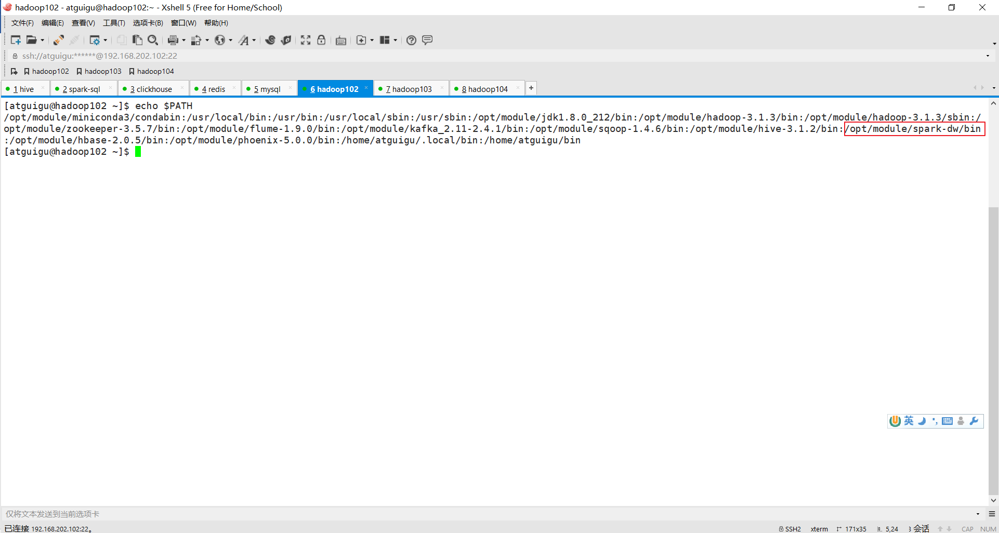 hadoop102 - atguigu@hadoop102:~ - Xshell 5 (Free for Home/School)
文件(F) 编辑(E) 查看(V) 工具(T) 选项卡(B) 窗口(W) 帮助(H)
ssh://atguigu:******@192.168.202.102:22
hadoop102 hadoop103 hadoop104
1 hive × 2 spark-sql × 3 clickhouse × 4 redis × 5 mysql × 6 hadoop102 × 7 hadoop103 × 8 hadoop104 × +
[atguigu@hadoop102 ~]$ echo $PATH
/opt/module/miniconda3/condabin:/usr/local/bin:/usr/bin:/usr/local/sbin:/usr/sbin:/opt/module/jdk1.8.0_212/bin:/opt/module/hadoop-3.1.3/bin:/opt/module/hadoop-3.1.3/sbin:/
opt/module/zookeeper-3.5.7/bin:/opt/module/flume-1.9.0/bin:/opt/module/kafka_2.11-2.4.1/bin:/opt/module/sqoop-1.4.6/bin:/opt/module/hive-3.1.2/bin:/opt/module/spark-dw/bin
:/opt/module/hbase-2.0.5/bin:/opt/module/phoenix-5.0.0/bin:/home/atguigu/.local/bin:/home/atguigu/bin
[atguigu@hadoop102 ~]$
英
仅将文本发送到当前选项卡
已连接 192.168.202.102:22。 SSH2 xterm 171x35 5,24 3 会话 CAP NUM